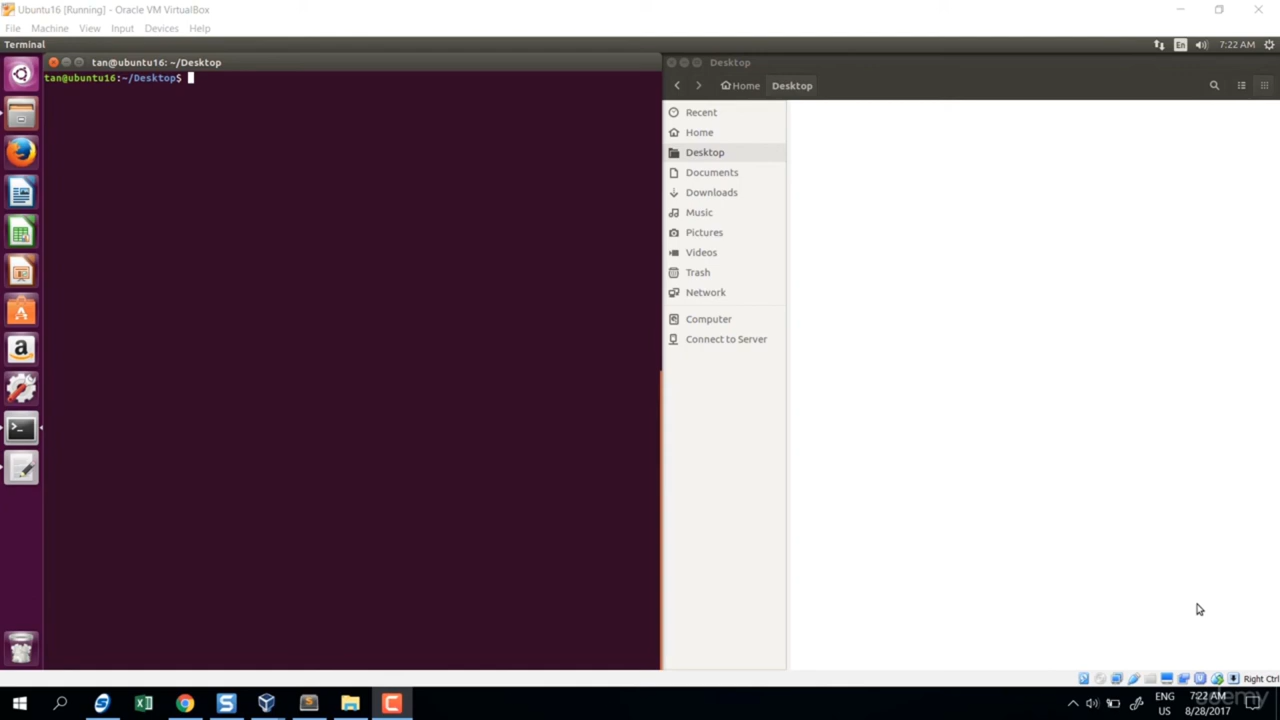 Ubuntu16 [Running] - Oracle VM VirtualBox
File Machine View Input Devices Help
Terminal
En
7:22 AM
tan@ubuntu16: ~/Desktop
tan@ubuntu16:~/Desktop$
Desktop
Home
Desktop
Recent
Home
Desktop
Documents
Downloads
Music
Pictures
Videos
Trash
Network
Computer
Connect to Server
Right Ctrl
ENG
US
7:22 AM
8/28/2017
udemy